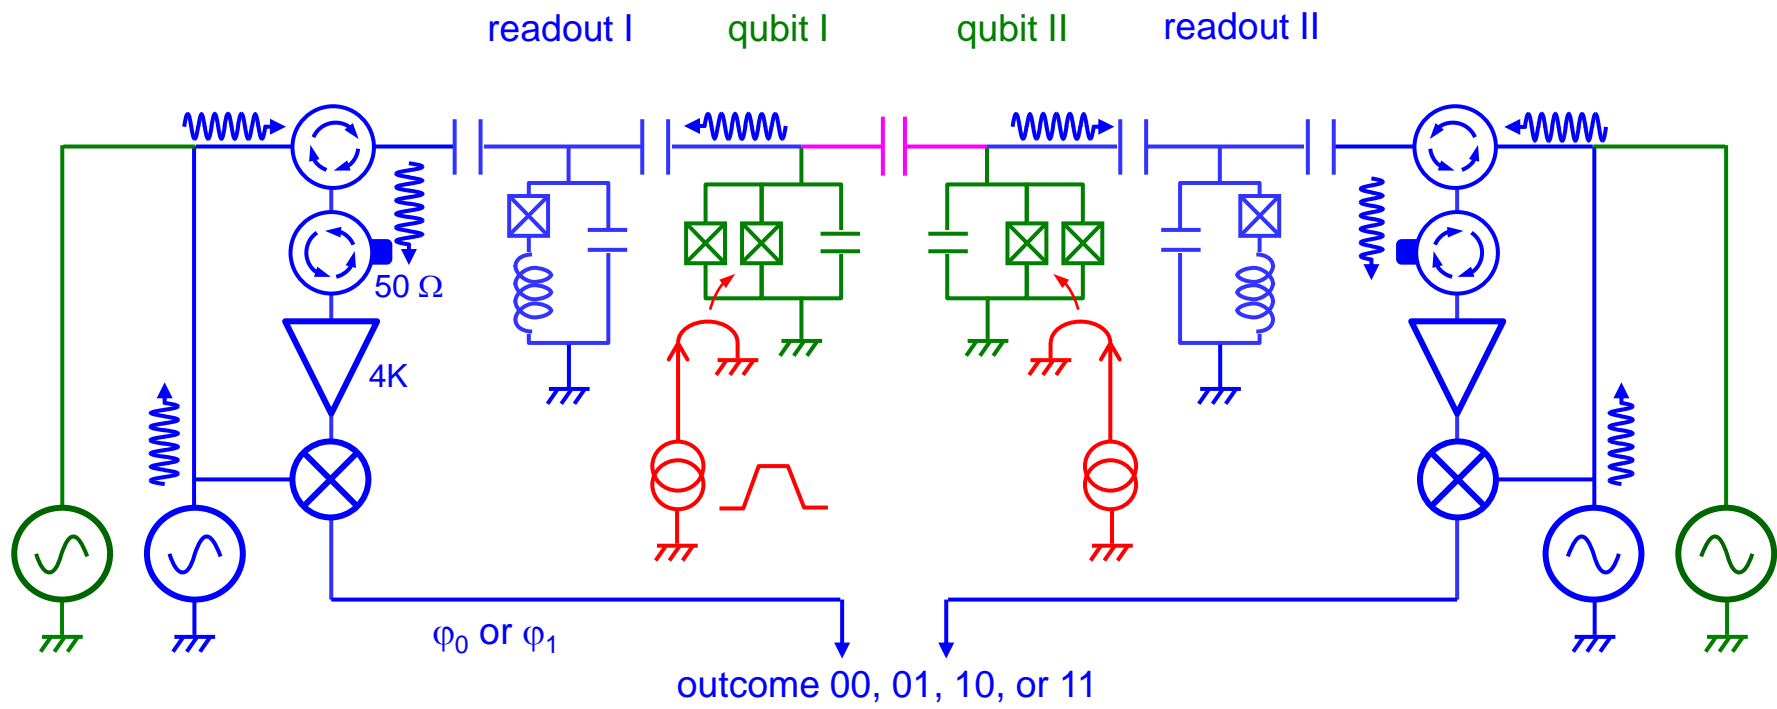 readout I qubit I qubit II readout II
50 Ω
4K
φ₀ or φ₁
outcome 00, 01, 10, or 11